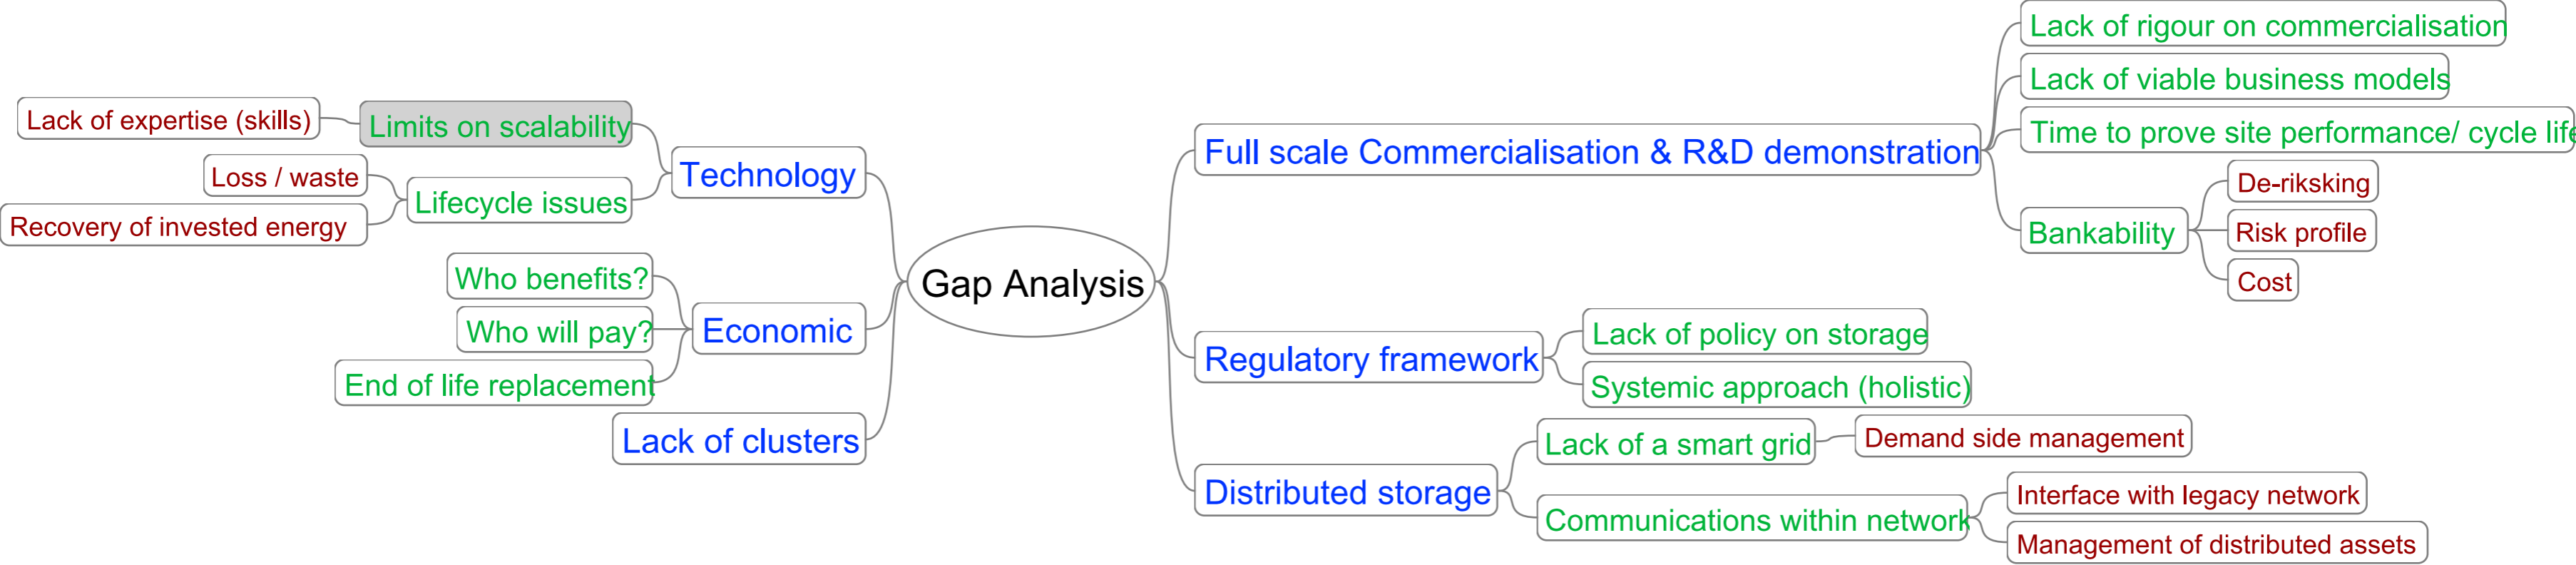 Gap Analysis
Technology
Limits on scalability
Lack of expertise (skills)
Lifecycle issues
Loss / waste
Recovery of invested energy
Economic
Who benefits?
Who will pay?
End of life replacement
Lack of clusters
Full scale Commercialisation & R&D demonstration
Lack of rigour on commercialisation
Lack of viable business models
Time to prove site performance/ cycle life
Bankability
De-riksking
Risk profile
Cost
Regulatory framework
Lack of policy on storage
Systemic approach (holistic)
Distributed storage
Lack of a smart grid
Demand side management
Communications within network
Interface with legacy network
Management of distributed assets